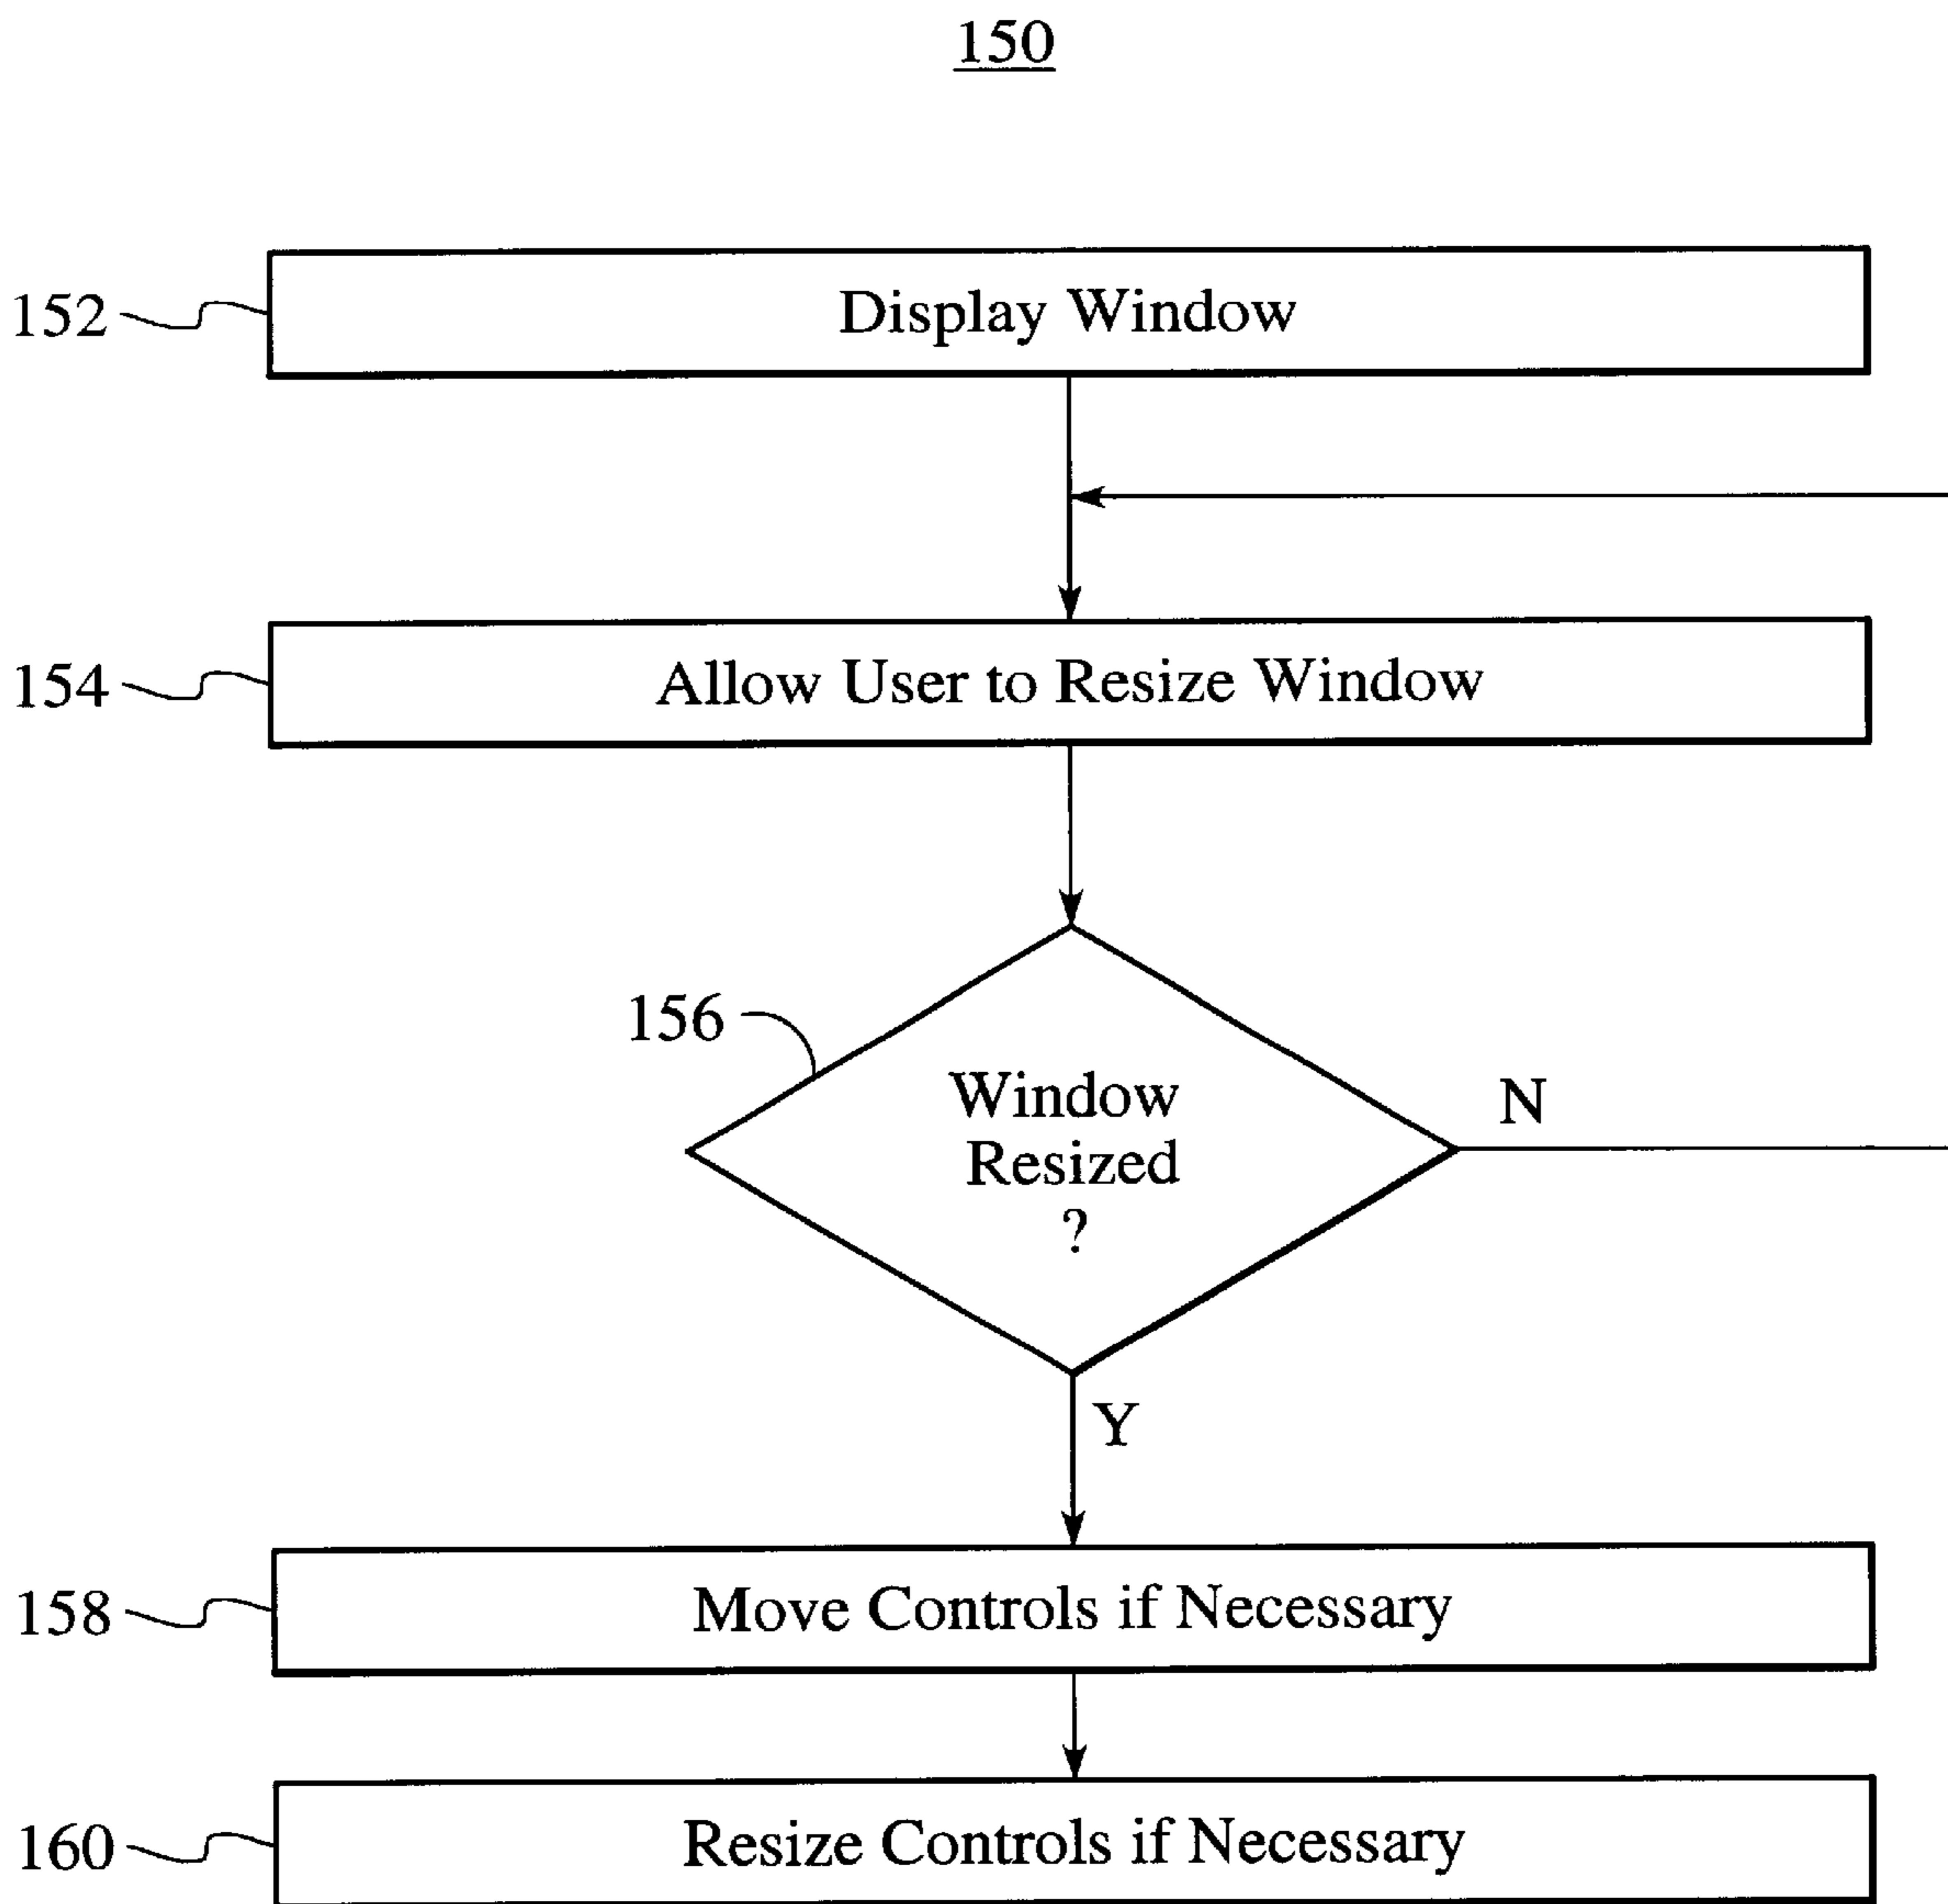 150
152
Display Window
154
Allow User to Resize Window
156
Window
Resized
?
N
Y
158
Move Controls if Necessary
160
Resize Controls if Necessary